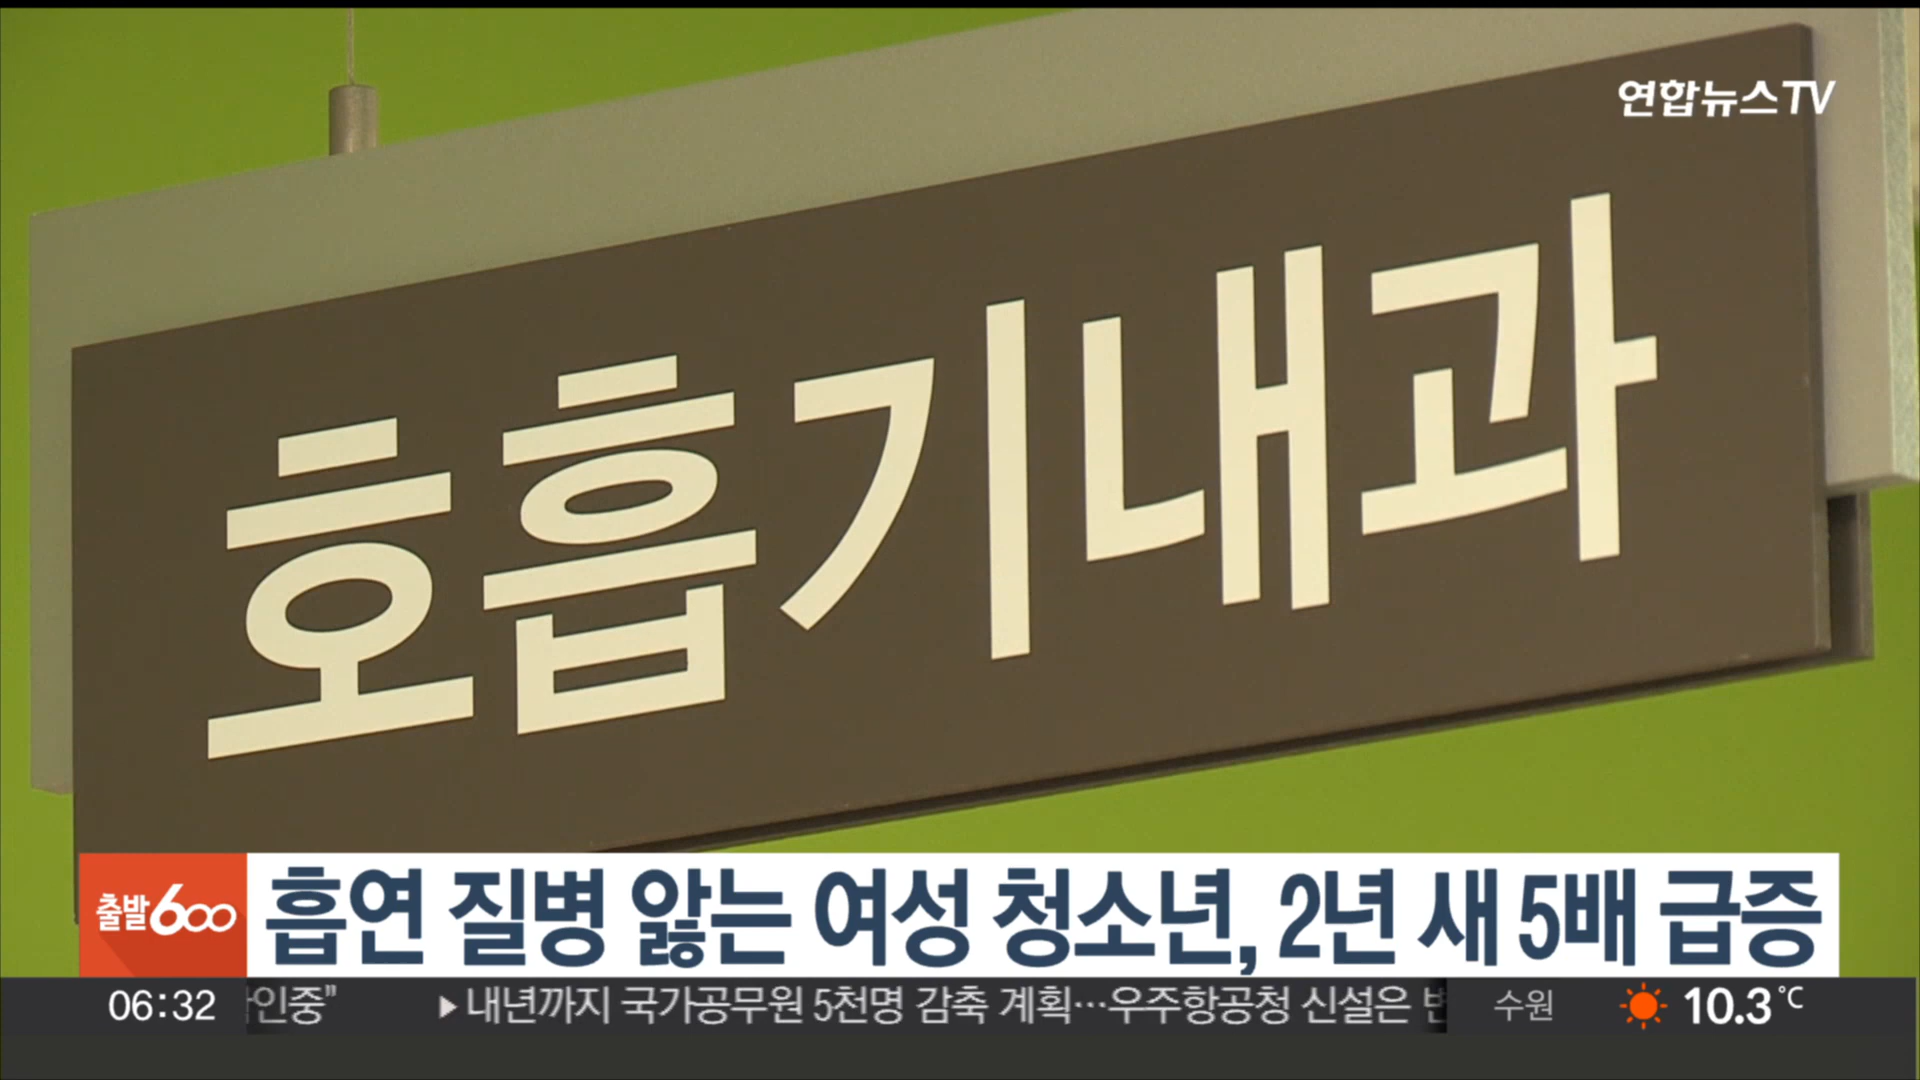 연합뉴스TV
호흡기내과
출발600
흡연 질병 앓는 여성 청소년, 2년 새 5배 급증
06:32
인중" ▶내년까지 국가공무원 5천명 감축 계획…우주항공청 신설은
수원
10.3℃